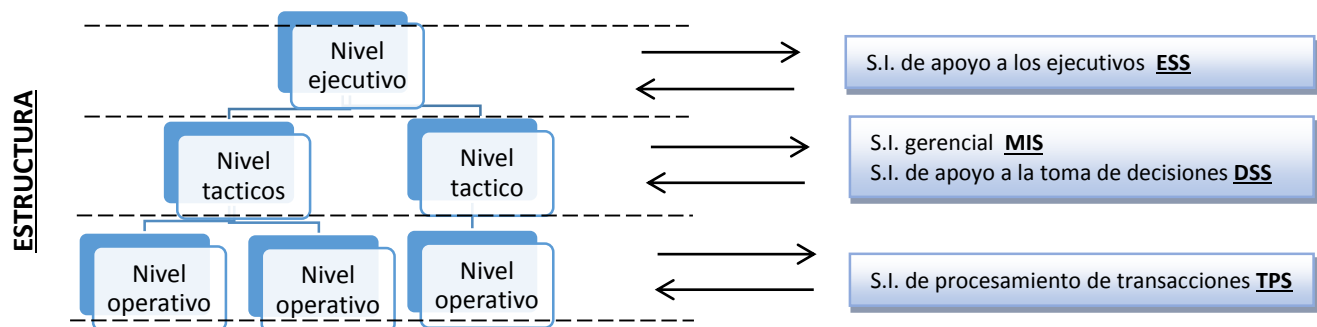 ESTRUCTURA
Nivel
ejecutivo
S.I. de apoyo a los ejecutivos ESS
Nivel
tacticos
Nivel
tactico
S.I. gerencial MIS
S.I. de apoyo a la toma de decisiones DSS
Nivel
operativo
Nivel
operativo
Nivel
operativo
S.I. de procesamiento de transacciones TPS